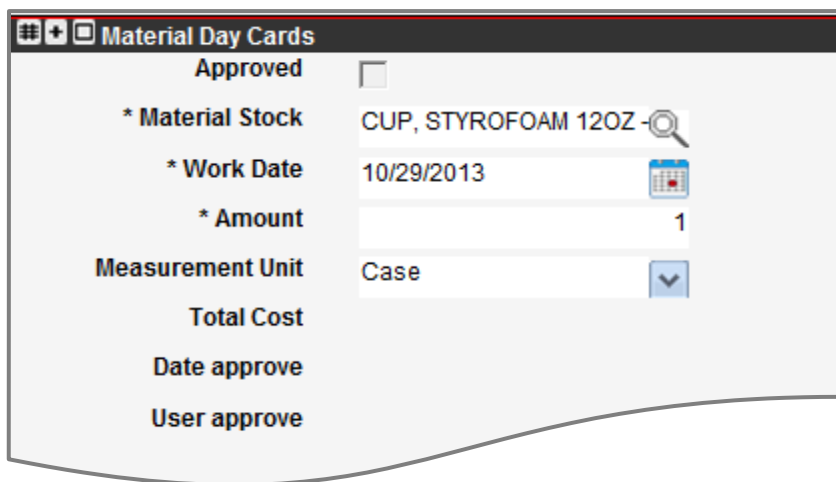 Material Day Cards
Approved
* Material Stock CUP, STYROFOAM 12OZ -
* Work Date 10/29/2013
* Amount 1
Measurement Unit Case
Total Cost
Date approve
User approve